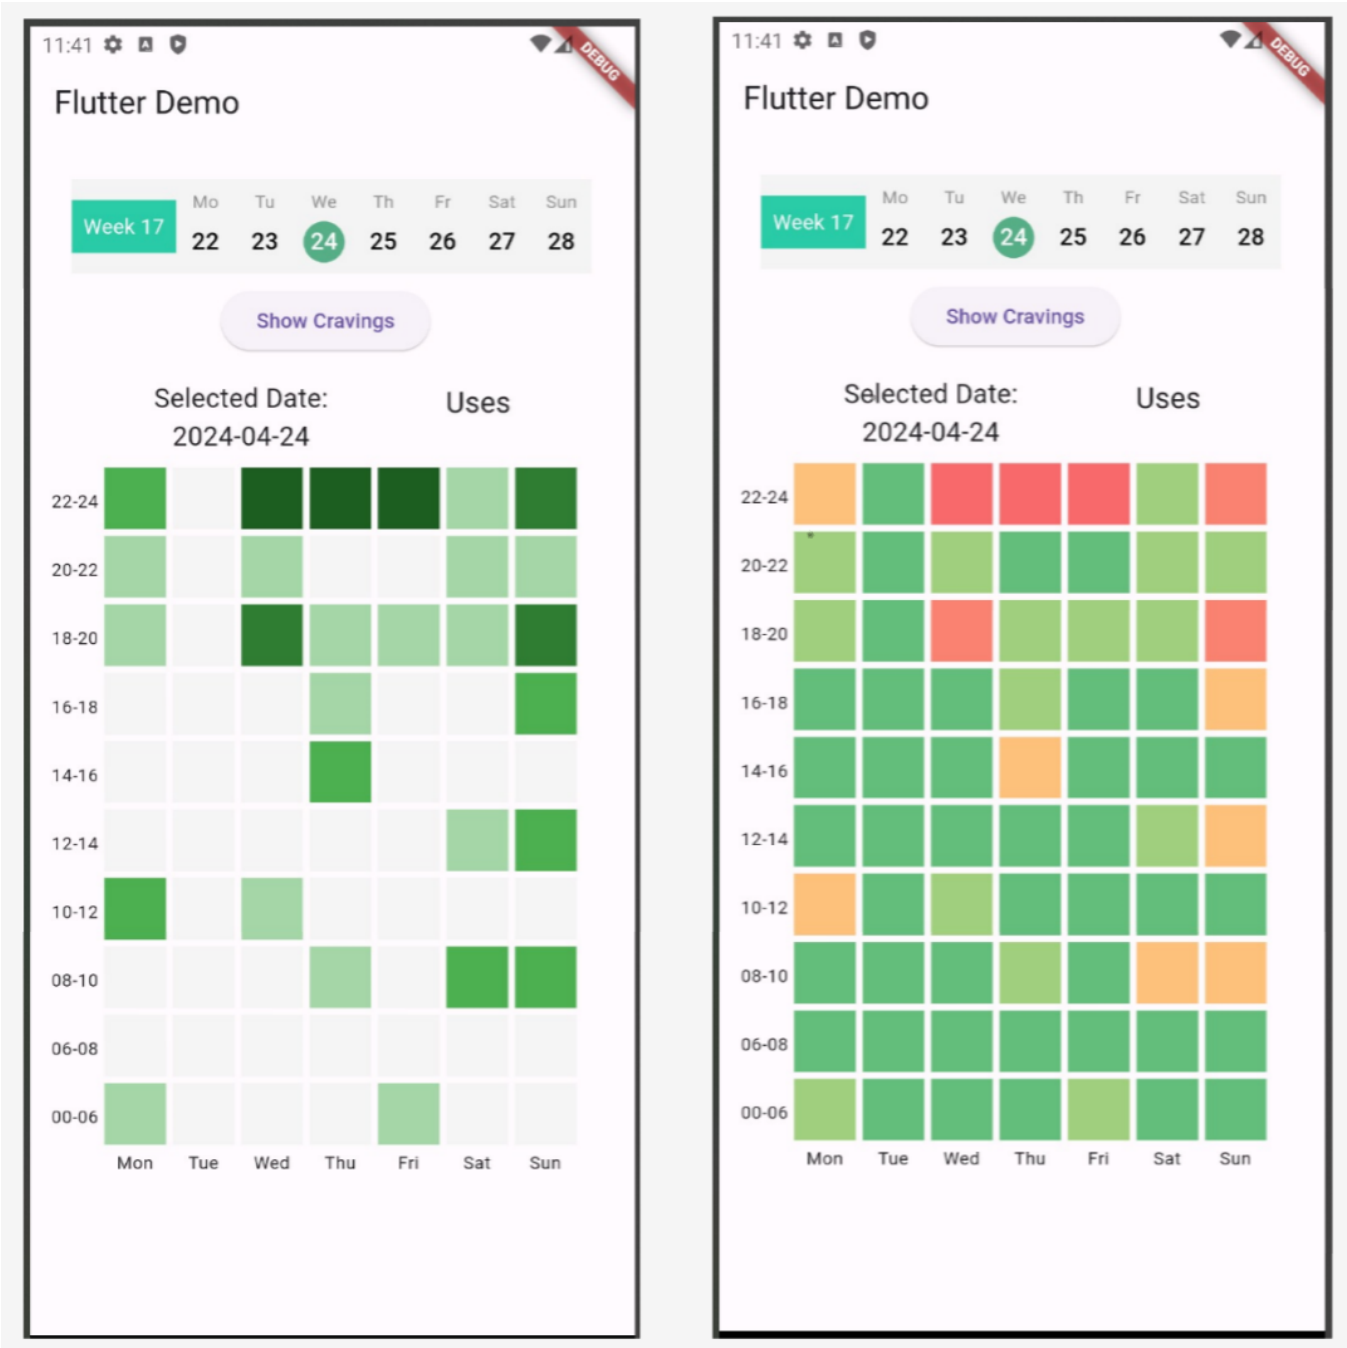 11:41
DEBUG
Flutter Demo
Mo Tu We Th Fr Sat Sun
Week 17
22 23 24 25 26 27 28
Show Cravings
Selected Date:
2024-04-24
Uses
22-24
20-22
18-20
16-18
14-16
12-14
10-12
08-10
06-08
00-06
Mon Tue Wed Thu Fri Sat Sun
11:41
DEBUG
Flutter Demo
Mo Tu We Th Fr Sat Sun
Week 17
22 23 24 25 26 27 28
Show Cravings
Selected Date:
2024-04-24
Uses
22-24
20-22
18-20
16-18
14-16
12-14
10-12
08-10
06-08
00-06
Mon Tue Wed Thu Fri Sat Sun